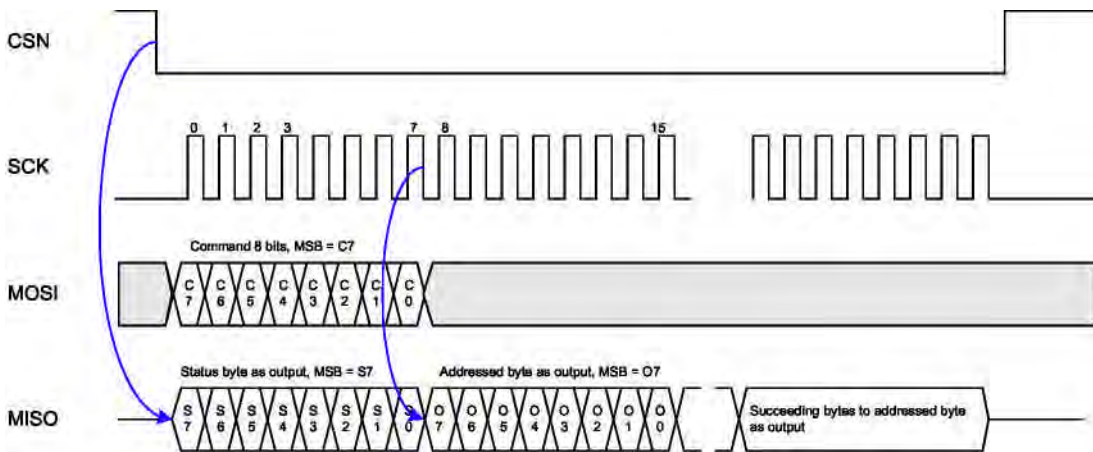 CSN
0 1 2 3 7 8 15
SCK
Command 8 bits, MSB = C7
MOSI
C C C C C C C C
7 6 5 4 3 2 1 0
Status byte as output, MSB = S7 Addressed byte as output, MSB = O7
MISO
S S S S S S S S O O O O O O O O
7 6 5 4 3 2 1 0 7 6 5 4 3 2 1 0
Succeeding bytes to addressed byte
as output